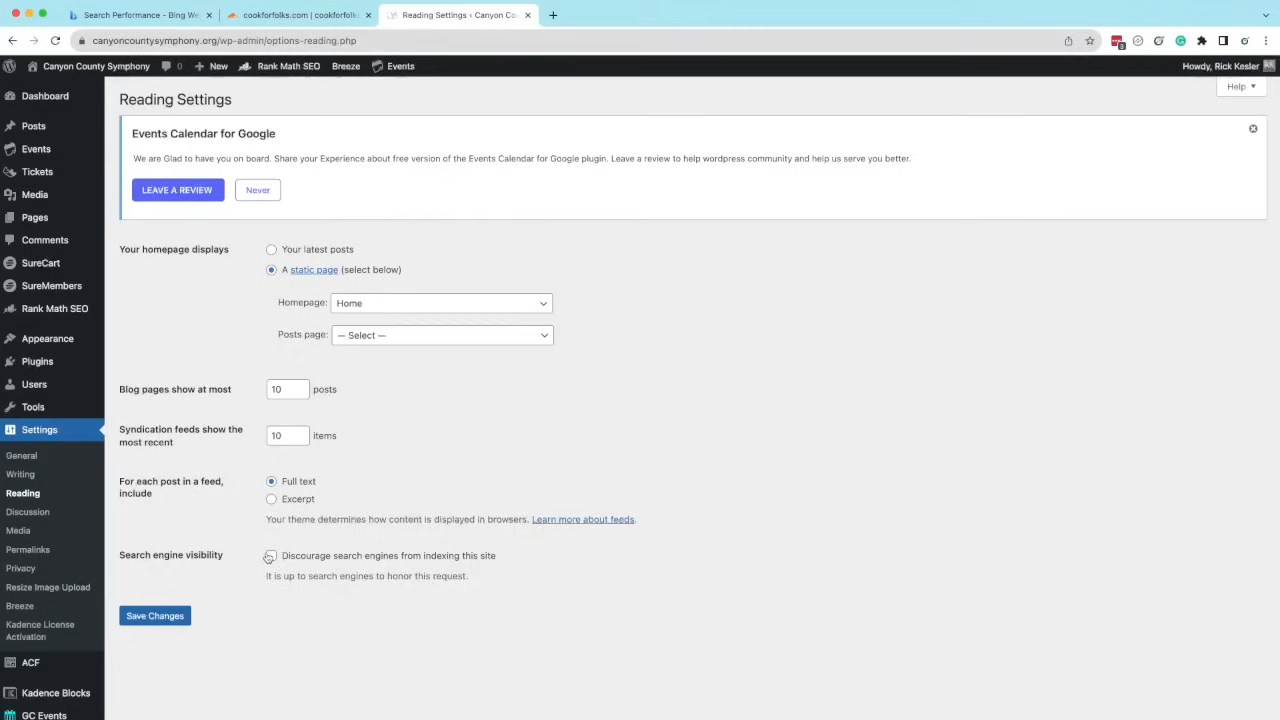 Search Performance - Bing We
cookforfolks.com | cookforfolks
Reading Settings < Canyon Cou
canyoncountysymphony.org/wp-admin/options-reading.php
Canyon County Symphony
0
New
Rank Math SEO
Breeze
Events
Howdy, Rick Kesler
Dashboard
Posts
Events
Tickets
Media
Pages
Comments
SureCart
SureMembers
Rank Math SEO
Appearance
Plugins
Users
Tools
Settings
General
Writing
Reading
Discussion
Media
Permalinks
Privacy
Resize Image Upload
Breeze
Kadence License
Activation
ACF
Kadence Blocks
GC Events
Help
Reading Settings
Events Calendar for Google
We are Glad to have you on board. Share your Experience about free version of the Events Calendar for Google plugin. Leave a review to help wordpress community and help us serve you better.
LEAVE A REVIEW
Never
Your homepage displays
Your latest posts
A static page (select below)
Homepage: Home
Posts page: — Select —
Blog pages show at most
10 posts
Syndication feeds show the
most recent
10 items
For each post in a feed,
include
Full text
Excerpt
Your theme determines how content is displayed in browsers. Learn more about feeds.
Search engine visibility
Discourage search engines from indexing this site
It is up to search engines to honor this request.
Save Changes